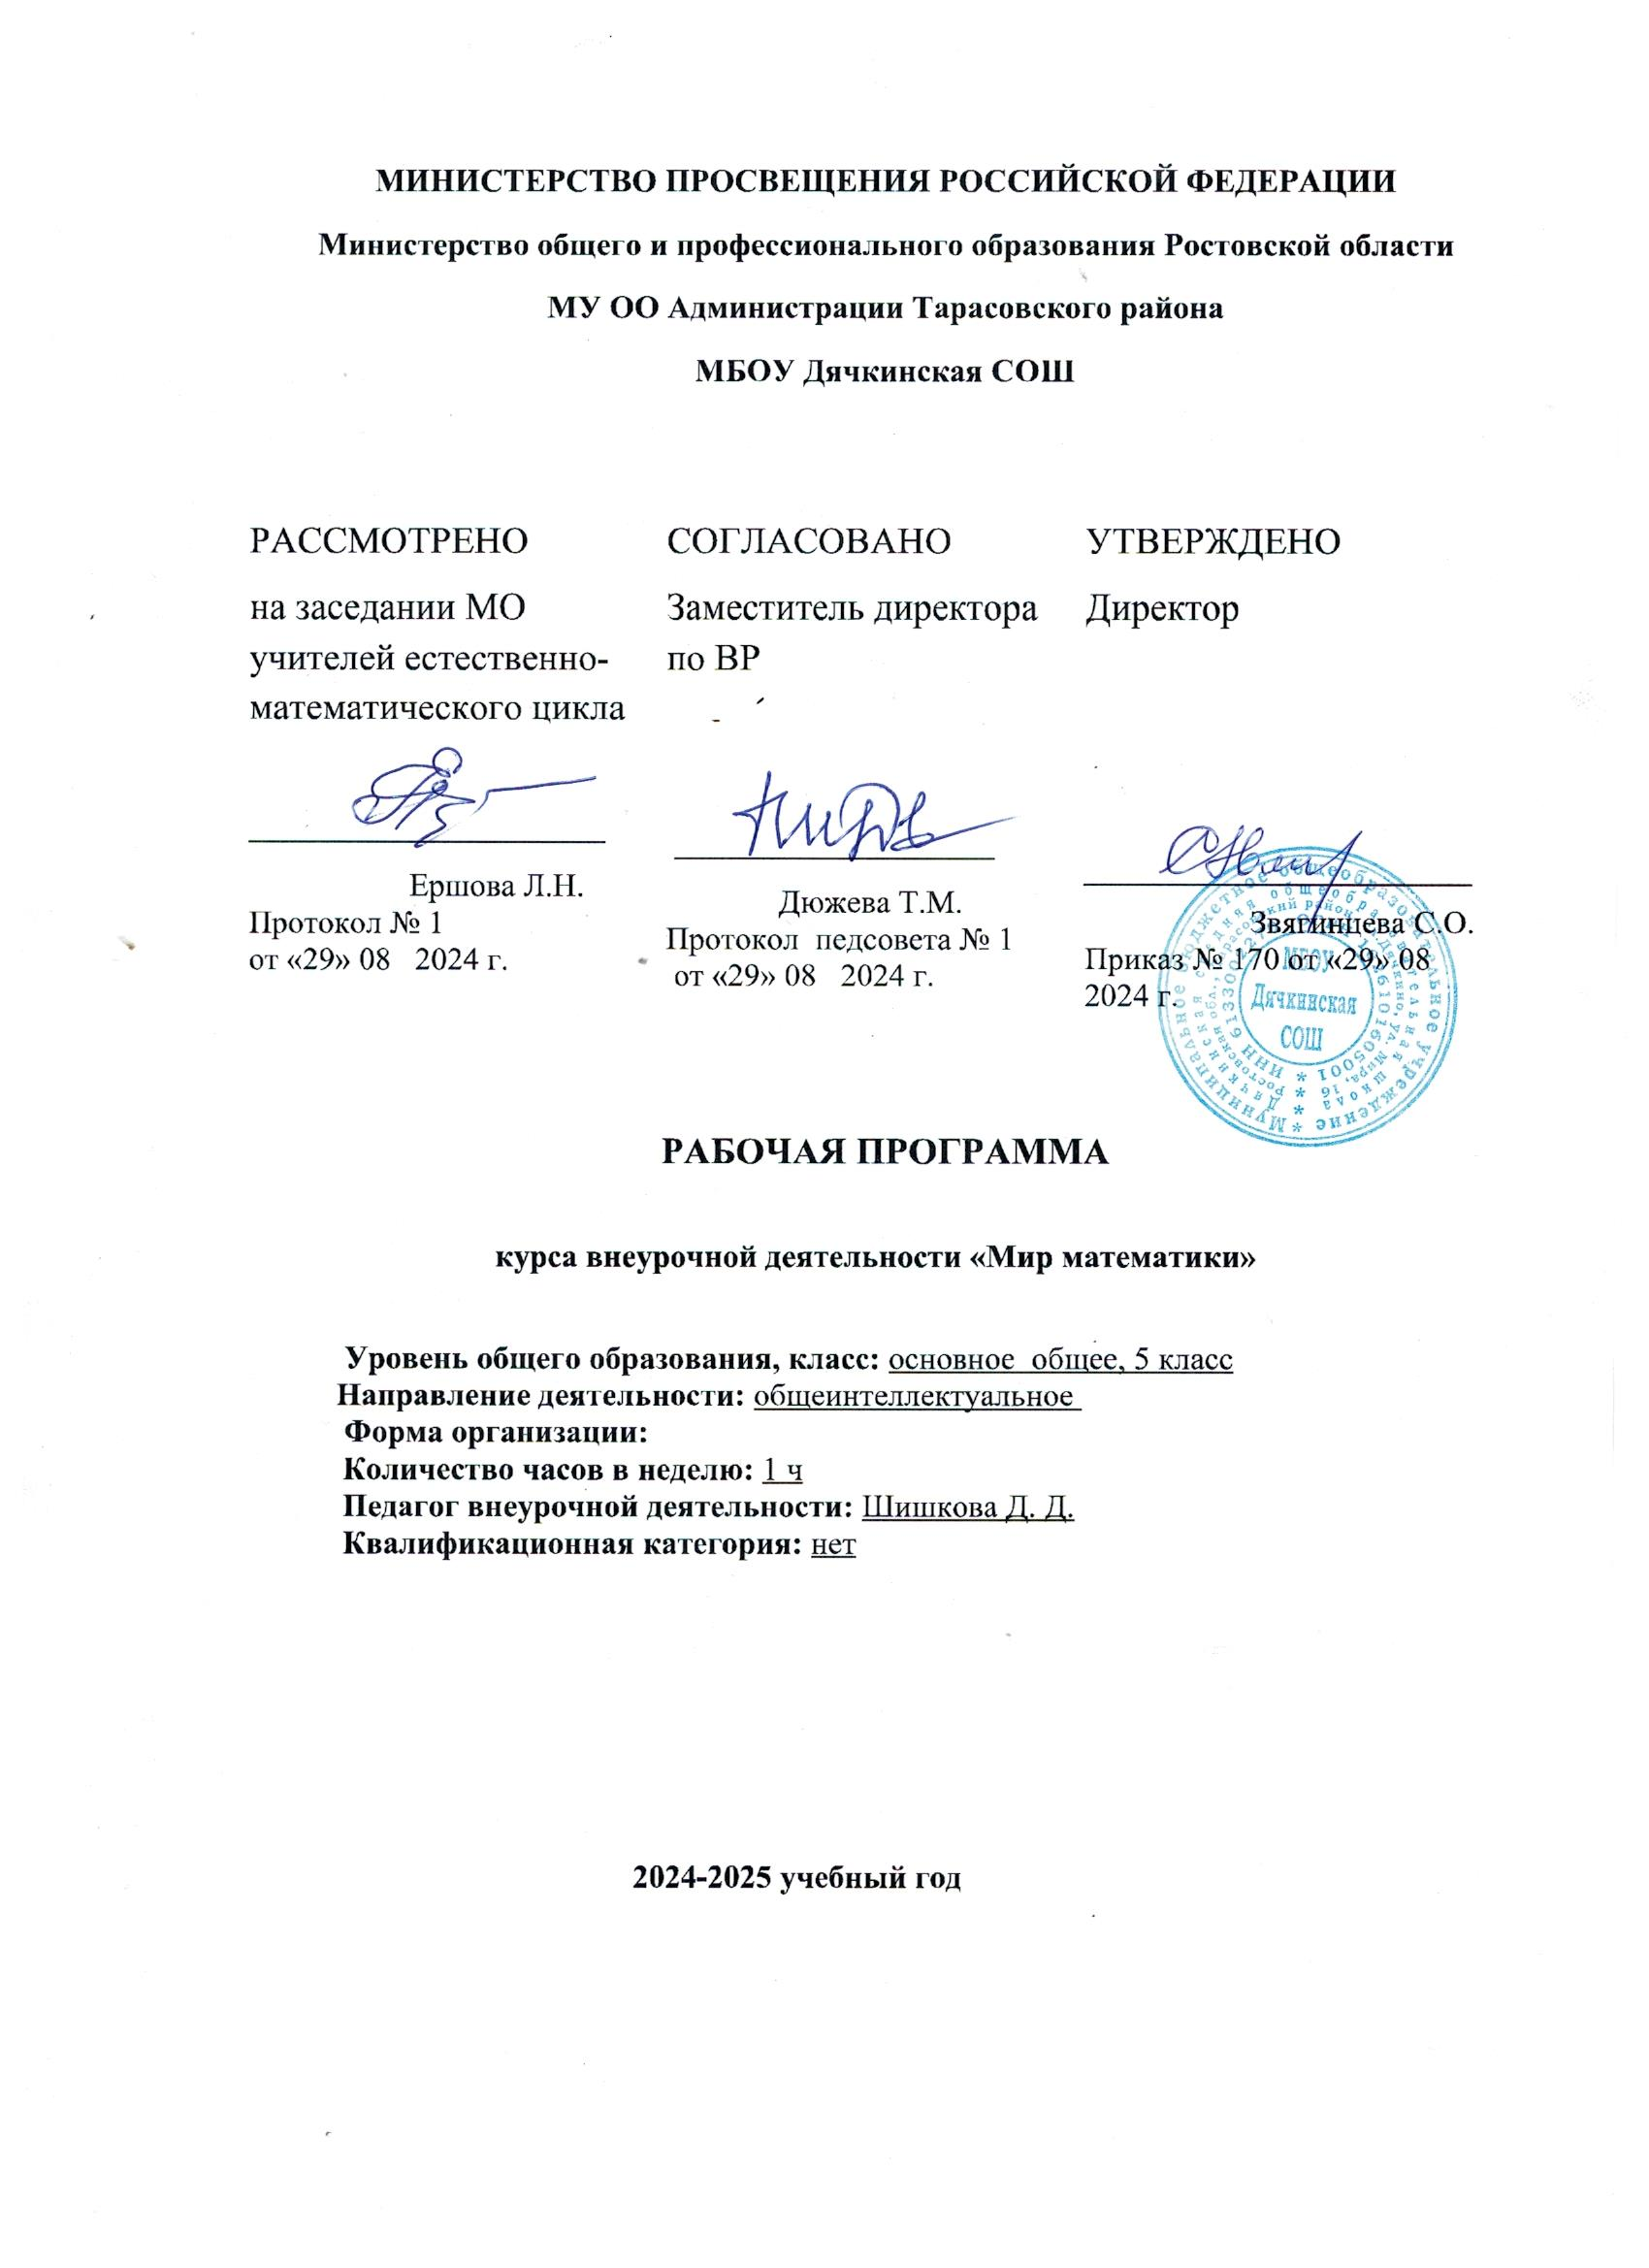 МИНИСТЕРСТВО ПРОСВЕЩЕНИЯ РОССИЙСКОЙ ФЕДЕРАЦИИ
Министерство общего и профессионального образования Ростовской области
МУ ОО Администрации Тарасовского района
МБОУ Дячкинская СОШ
РАССМОТРЕНО
на заседании МО
учителей естественно-
математического цикла
Ершова Л.Н.
Протокол № 1
от «29» 08 2024 г.
СОГЛАСОВАНО
Заместитель директора
по ВР
Дюжева Т.М.
Протокол педсовета № 1
от «29» 08 2024 г.
УТВЕРЖДЕНО
Директор
Звягинцева С.О.
Приказ № 170 от «29» 08
2024 г.
МБОУ
Дячкинская
СОШ
РАБОЧАЯ ПРОГРАММА
курса внеурочной деятельности «Мир математики»
Уровень общего образования, класс: основное общее, 5 класс
Направление деятельности: общеинтеллектуальное
Форма организации:
Количество часов в неделю: 1 ч
Педагог внеурочной деятельности: Шишкова Д. Д.
Квалификационная категория: нет
2024-2025 учебный год